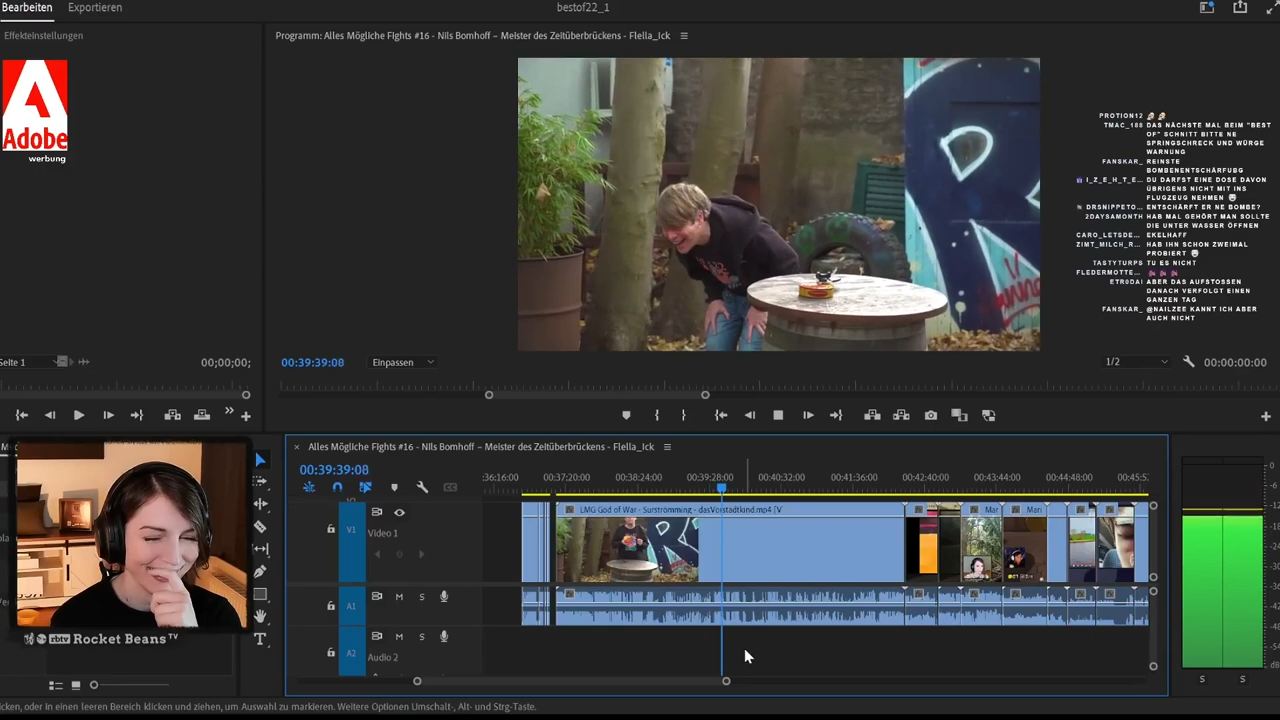 Bearbeiten
Exportieren
bestof22_1
Effekteinstellungen
Programm: Alles Mögliche Fights #16 - Nils Bomhoff – Meister des Zeitüberbrückens - Flella_Ick
Adobe
werbung
PROTION12
TMAC_188 DAS NÄCHSTE MAL BEIM "BEST
OF" SCHNITT BITTE NE
SPRINGSCHRECK UND WÜRGE
WARNUNG
FANSKAR_ REINSTE
BOMBENENTSCHÄRFUBG
I_Z_E_H_T_E... DU DARFST EINE DOSE DAVON
ÜBRIGENS NICHT MIT INS
FLUGZEUG NEHMEN
DRSNIPPETO... ENTSCHÄRFT ER NE BOMBE?
2DAYSAMONTH HAB MAL GEHÖRT MAN SOLLTE
DIE UNTER WASSER ÖFFNEN
CARO_LETSDE... EKELHAFF
ZIMT_MILCH_R... HAB IHN SCHON ZWEIMAL
PROBIERT
TASTYTURPS TU ES NICHT
FLEDERMOTTE...
ETR0DAI ABER DAS AUFSTOSSEN
DANACH VERFOLGT EINEN
GANZEN TAG
FANSKAR_ @NAILZEE KANNT ICH ABER
AUCH NICHT
Seite 1
00;00;00;
00:39:39:08
Einpassen
1/2
00:00:00:00
× Alles Mögliche Fights #16 - Nils Bomhoff – Meister des Zeitüberbrückens - Flella_Ick
00:39:39:08
:36:16:00 00:37:20:00 00:38:24:00 00:39:28:00 00:40:32:00 00:41:36:00 00:42:40:00 00:43:44:00 00:44:48:00 00:45:5
V1
Video 1
LMG God of War - Surströmming - dasVorstadtkind.mp4 [V
Mar
Mari
A1
M
S
A2
M
S
Audio 2
rbtv Rocket Beans TV
0
dB
S
S
cken, oder in einen leeren Bereich klicken und ziehen, um Auswahl zu markieren. Weitere Optionen Umschalt-, Alt- und Strg-Taste.